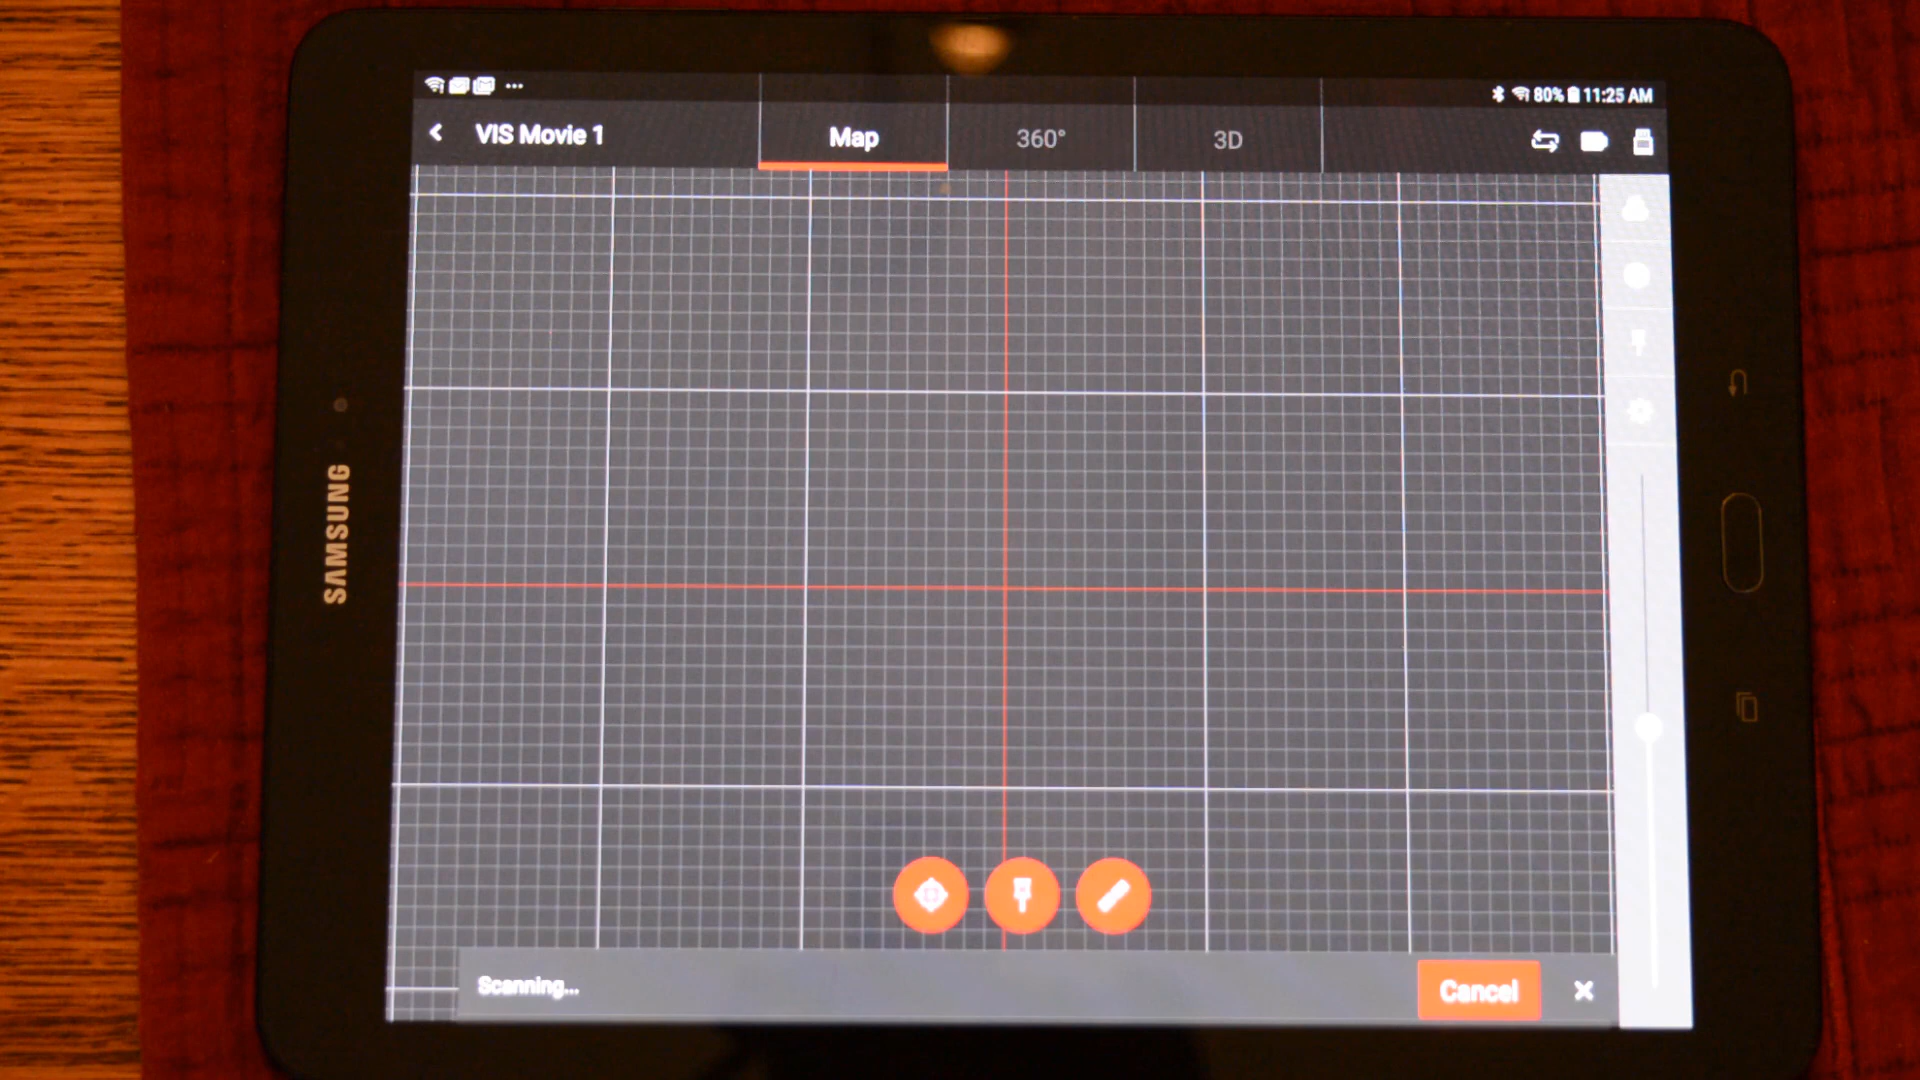 80% 11:25 AM
VIS Movie 1
Map
360°
3D
SAMSUNG
Scanning...
Cancel